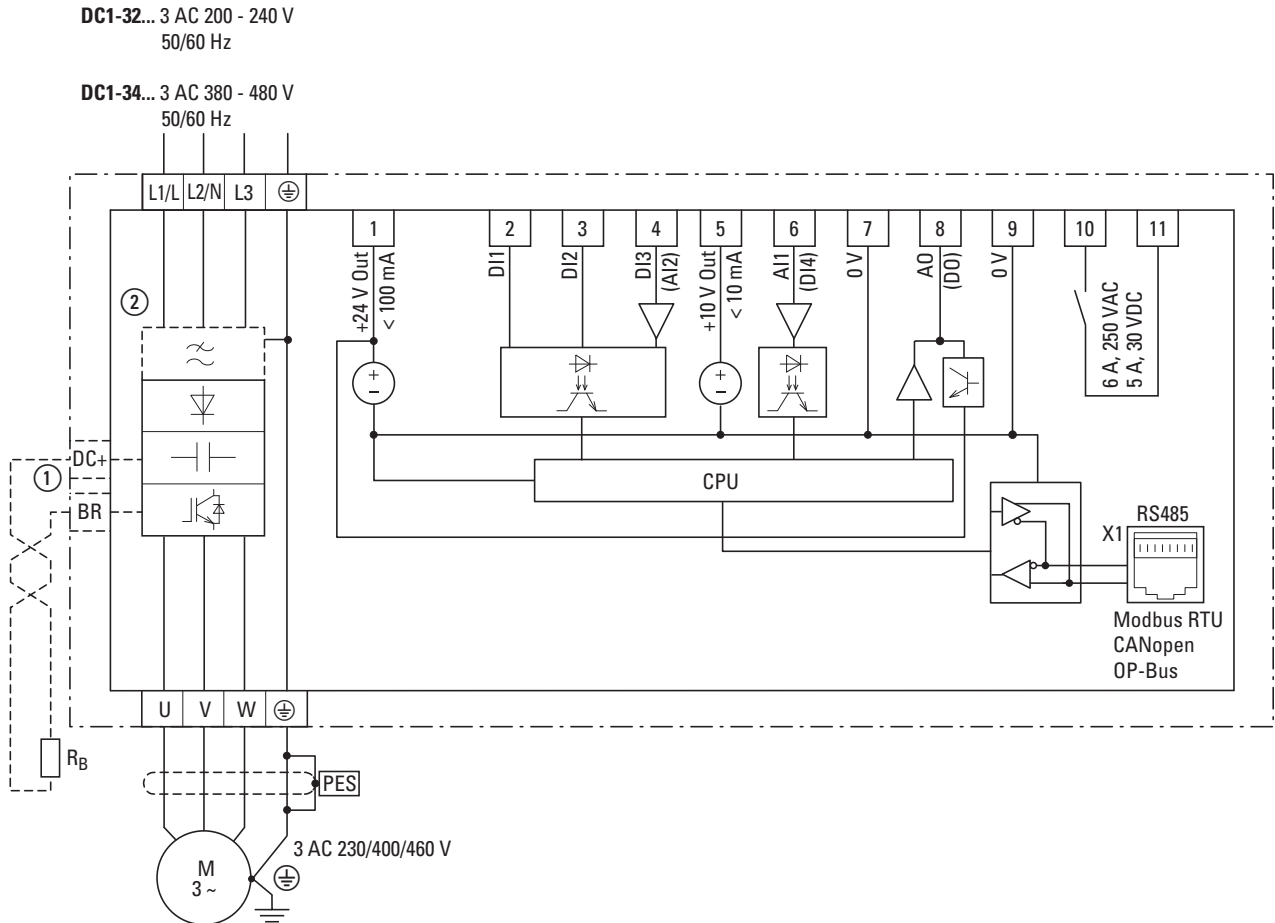 DC1-32... 3 AC 200 - 240 V
50/60 Hz
DC1-34... 3 AC 380 - 480 V
50/60 Hz
L1/L L2/N L3
1 2 3 4 5 6 7 8 9 10 11
+24 V Out
< 100 mA
DI1
DI2
DI3
(AI2)
+10 V Out
< 10 mA
AI1
(DI4)
0 V
AO
(DO)
0 V
6 A, 250 VAC
5 A, 30 VDC
2
+
-
+
-
DC+
1
BR
CPU
RS485
X1
Modbus RTU
CANopen
OP-Bus
U V W
RB
PES
3 AC 230/400/460 V
M
3 ~